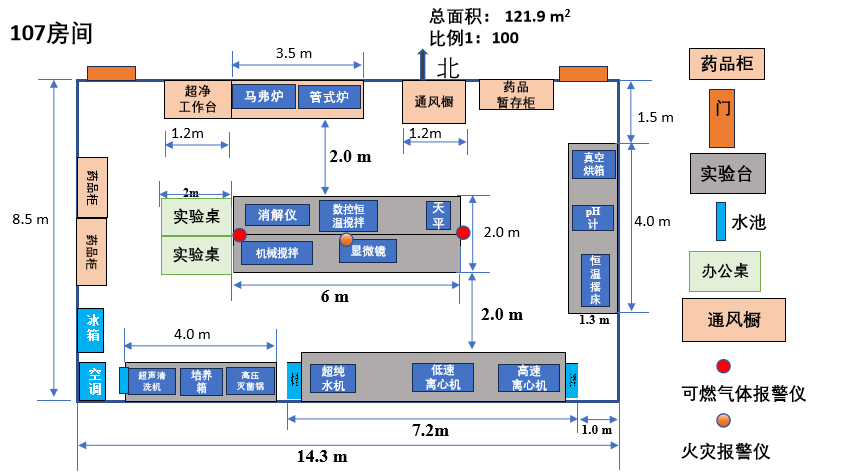 107房间
总面积： 121.9 m²
比例1：100
北
3.5 m
超净
工作台
马弗炉
管式炉
通风橱
药品
暂存柜
1.2m
1.2m
2.0 m
1.5 m
8.5 m
药品柜
药品柜
2m
实验桌
实验桌
消解仪
数控恒
温搅拌
天
平
机械搅拌
显微镜
2.0 m
6 m
真空
烘箱
pH
计
恒
温
摇
床
4.0 m
1.3 m
2.0 m
冰
箱
空
调
4.0 m
超声清
洗机
培养
箱
高压
灭菌锅
超纯
水机
低速
离心机
高速
离心机
7.2m
1.0 m
14.3 m
药品柜
门
实验台
水池
办公桌
通风橱
可燃气体报警仪
火灾报警仪